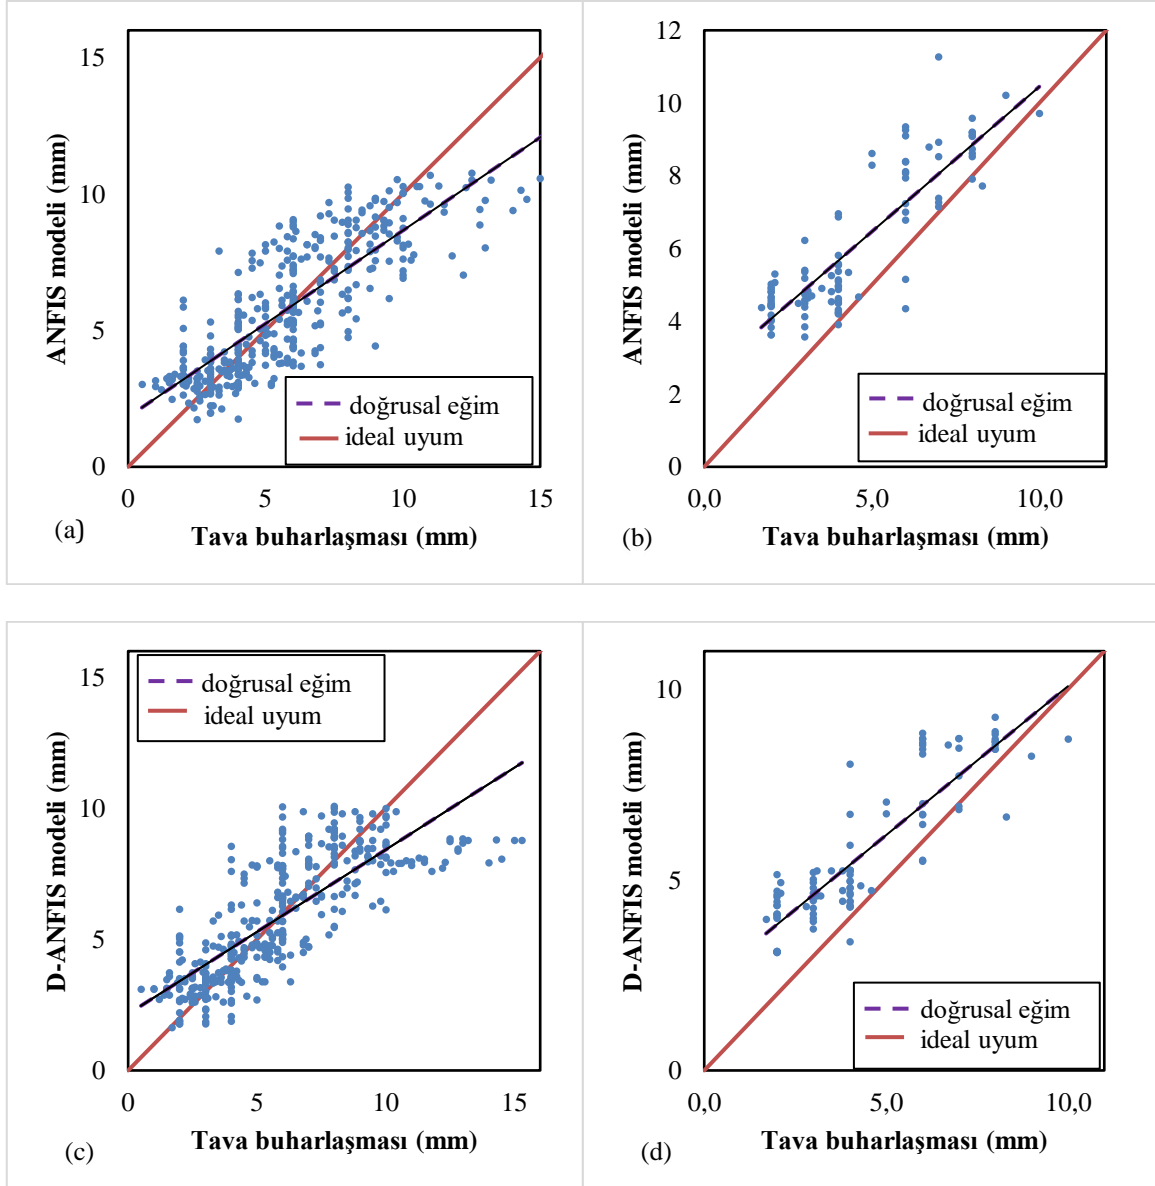 15
10
5
0
ANFIS modeli (mm)
doğrusal eğim
ideal uyum
0 5 10 15
Tava buharlaşması (mm)
(a)
12
10
8
6
4
2
0
ANFIS modeli (mm)
doğrusal eğim
ideal uyum
0,0 5,0 10,0
Tava buharlaşması (mm)
(b)
15
10
5
0
D-ANFIS modeli (mm)
doğrusal eğim
ideal uyum
0 5 10 15
Tava buharlaşması (mm)
(c)
10
5
0
D-ANFIS modeli (mm)
doğrusal eğim
ideal uyum
0,0 5,0 10,0
Tava buharlaşması (mm)
(d)